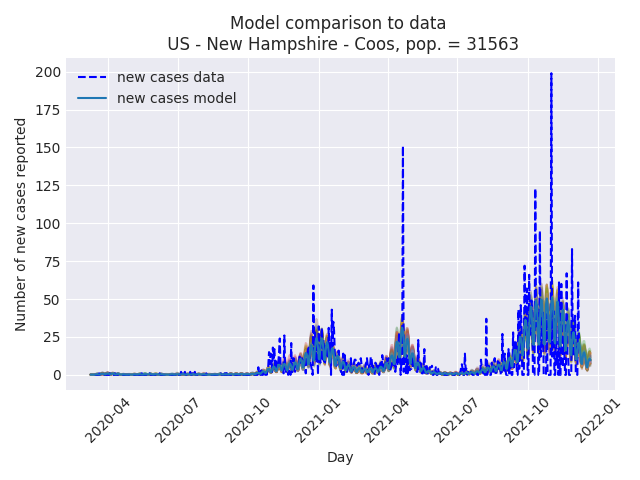 Model comparison to data
US - New Hampshire - Coos, pop. = 31563
new cases data
new cases model
Number of new cases reported
200
175
150
125
100
75
50
25
0
2020-04
2020-07
2020-10
2021-01
2021-04
2021-07
2021-10
2022-01
Day